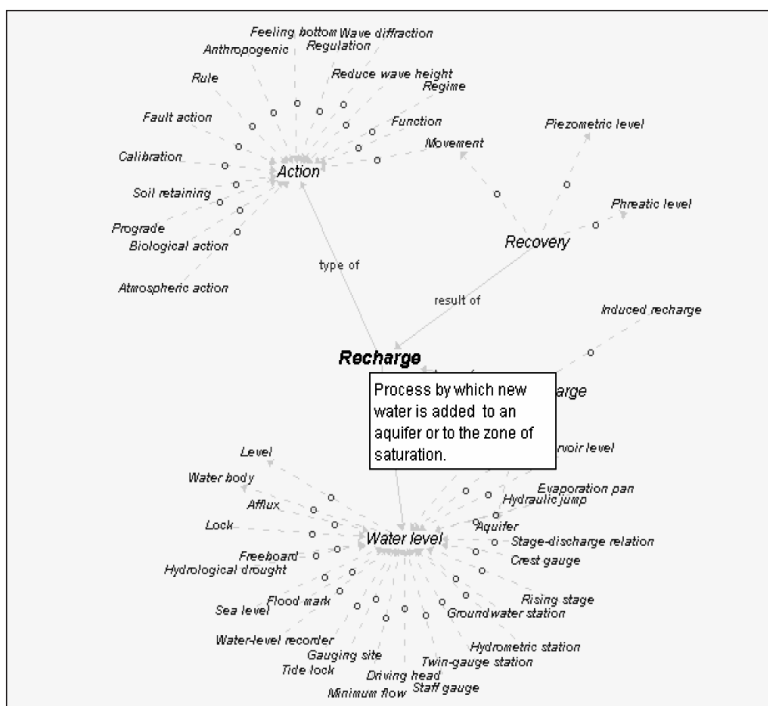 Feeling bottom
Wave diffraction
Anthropogenic
Regulation
Rule
Reduce wave height
Regime
Fault action
Function
Piezometric level
Movement
Calibration
Action
Soil retaining
Phreatic level
Prograde
Biological action
Recovery
Atmospheric action
type of
result of
Induced recharge
Recharge
Process by which new
water is added to an
aquifer or to the zone of
saturation.
arge
Level
rvoir level
Water body
Evaporation pan
Afflux
Hydraulic jump
Lock
Aquifer
Water level
Stage-discharge relation
Freeboard
Crest gauge
Hydrological drought
Rising stage
Flood mark
Sea level
Groundwater station
Water-level recorder
Hydrometric station
Gauging site
Twin-gauge station
Tide lock
Driving head
Staff gauge
Minimum flow